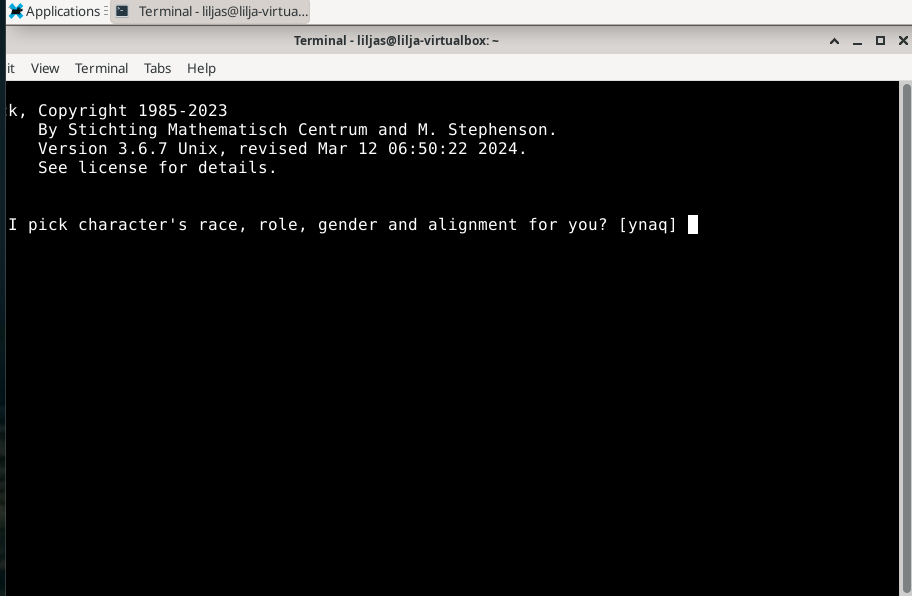 Applications
Terminal - liljas@lilja-virtua...
Terminal - liljas@lilja-virtualbox: ~
it View Terminal Tabs Help
k, Copyright 1985-2023
By Stichting Mathematisch Centrum and M. Stephenson.
Version 3.6.7 Unix, revised Mar 12 06:50:22 2024.
See license for details.
I pick character's race, role, gender and alignment for you? [ynaq]